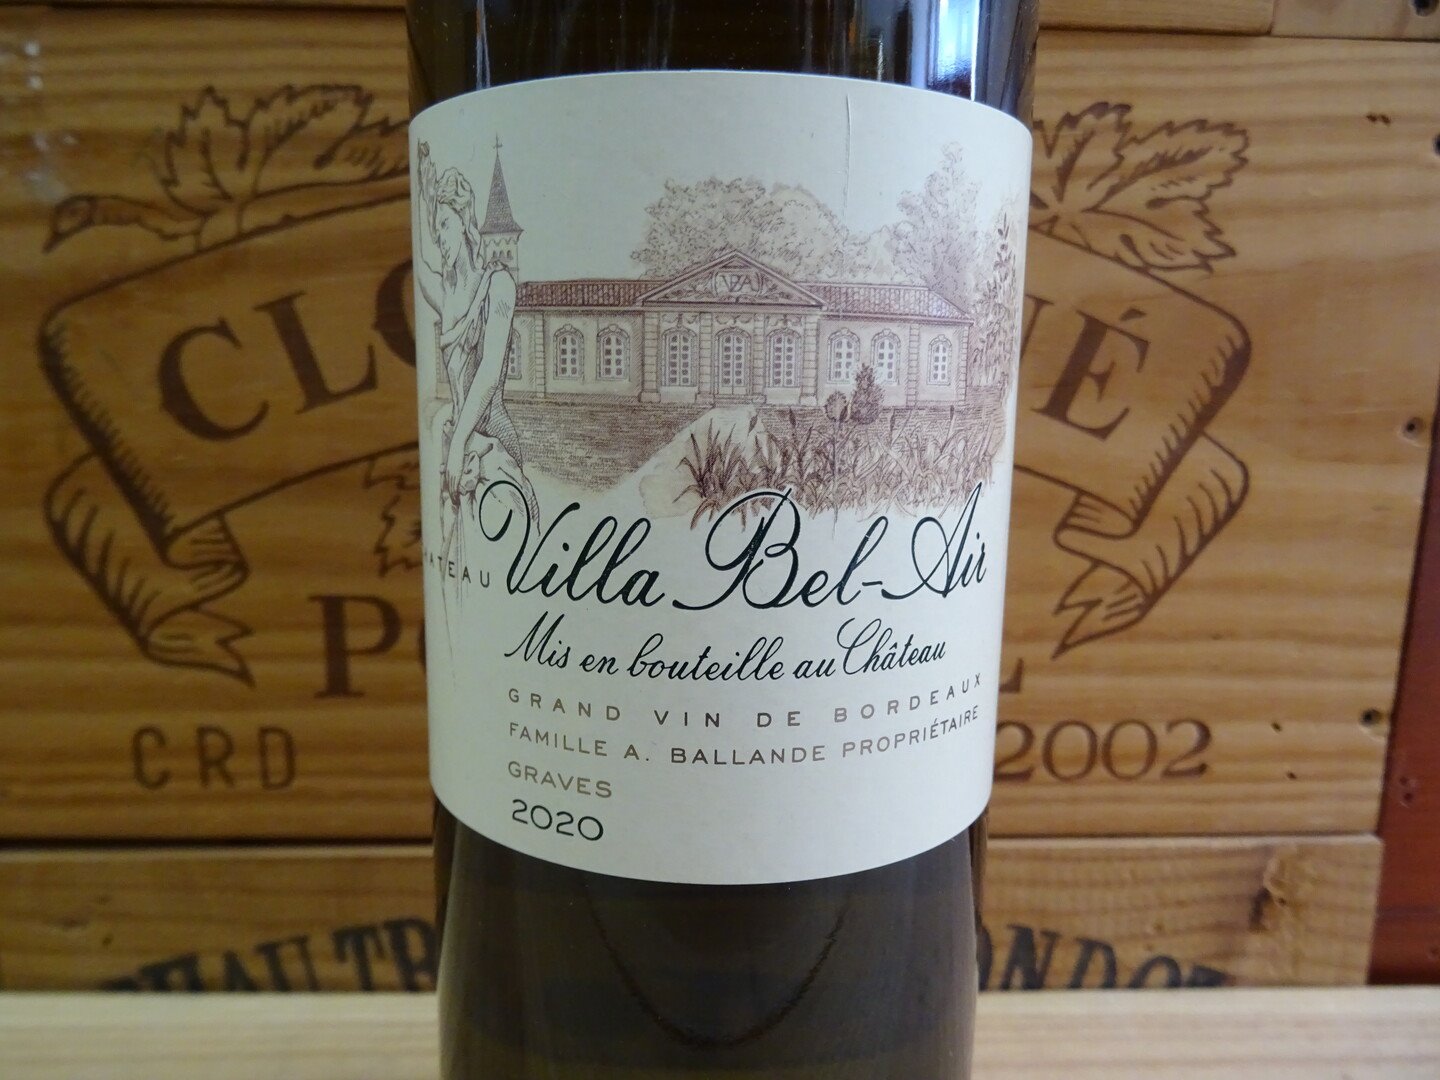 VBA
Villa Bel-Air
Mis en bouteille au Château
GRAND VIN DE BORDEAUX
FAMILLE A. BALLANDE PROPRIÉTAIRE
GRAVES
2020
CRD
2002